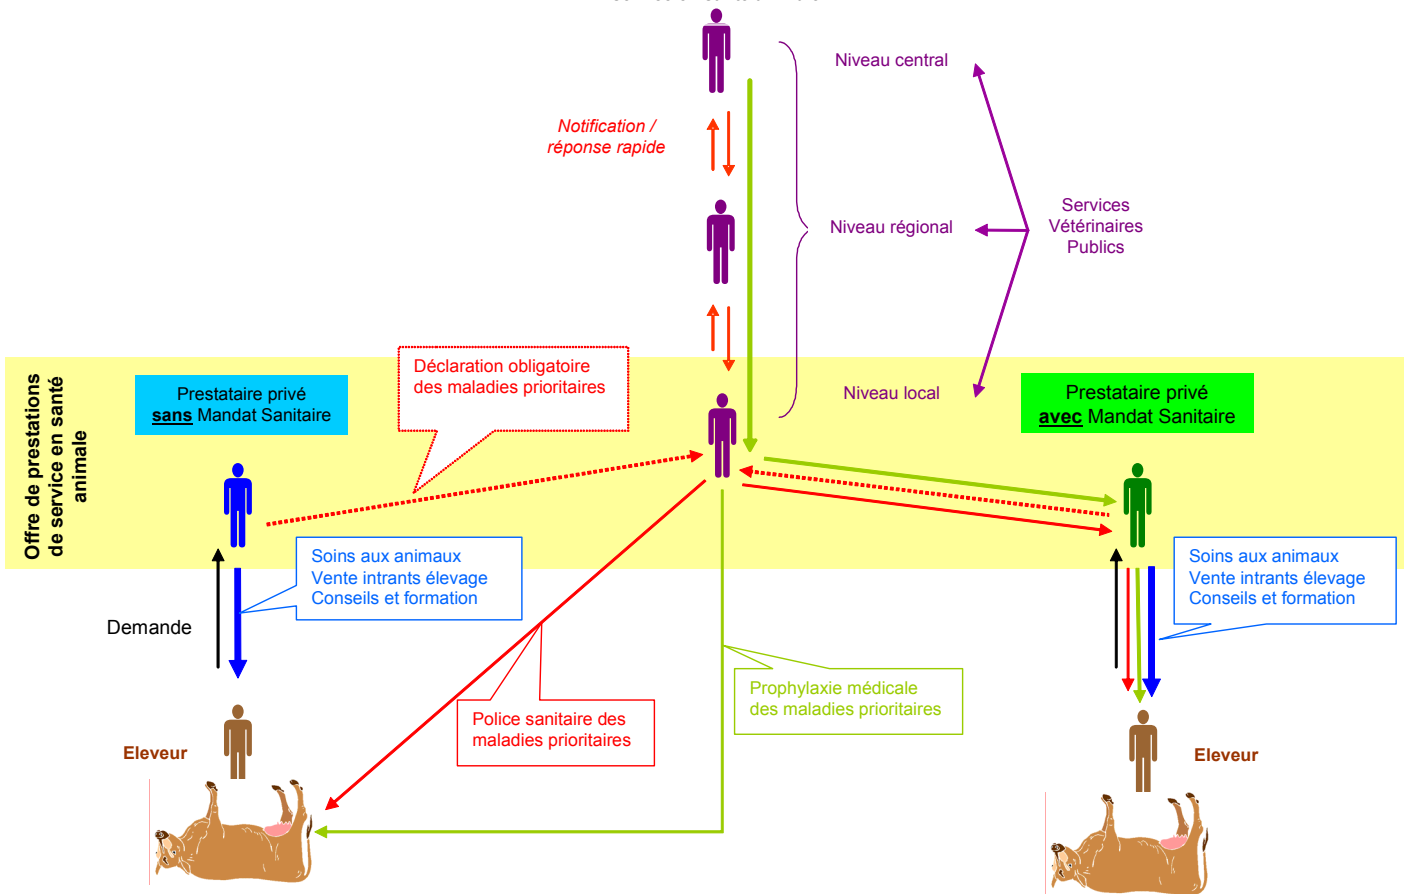 Niveau central
Notification /
réponse rapide
Services
Vétérinaires
Publics
Niveau régional
Offre de prestations
de service en santé
animale
Prestataire privé
sans Mandat Sanitaire
Déclaration obligatoire
des maladies prioritaires
Niveau local
Prestataire privé
avec Mandat Sanitaire
Soins aux animaux
Vente intrants élevage
Conseils et formation
Soins aux animaux
Vente intrants élevage
Conseils et formation
Demande
Police sanitaire des
maladies prioritaires
Prophylaxie médicale
des maladies prioritaires
Eleveur
Eleveur